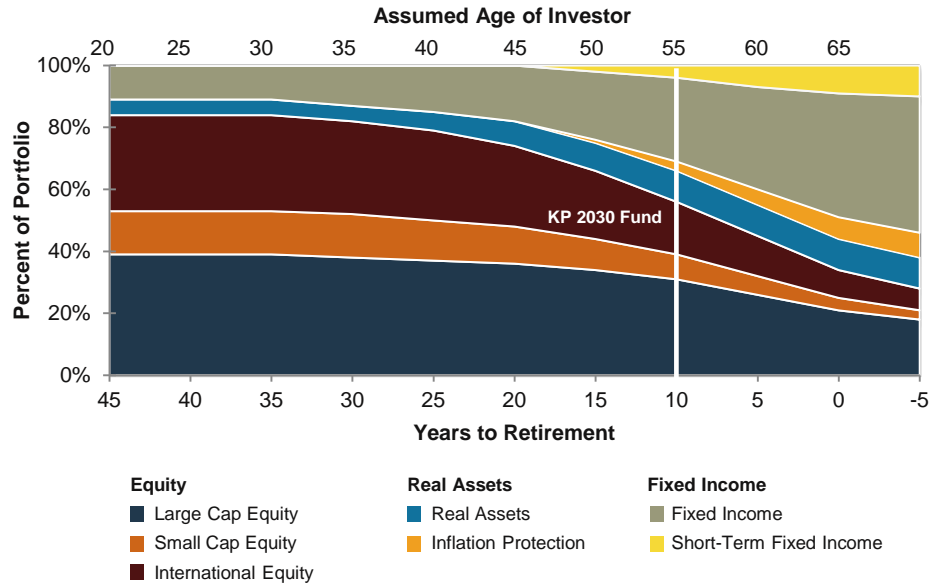 Assumed Age of Investor
20 25 30 35 40 45 50 55 60 65
100%
80%
60%
40%
20%
0%
Percent of Portfolio
KP 2030 Fund
45 40 35 30 25 20 15 10 5 0 -5
Years to Retirement
Equity Real Assets Fixed Income
Large Cap Equity Real Assets Fixed Income
Small Cap Equity Inflation Protection Short-Term Fixed Income
International Equity